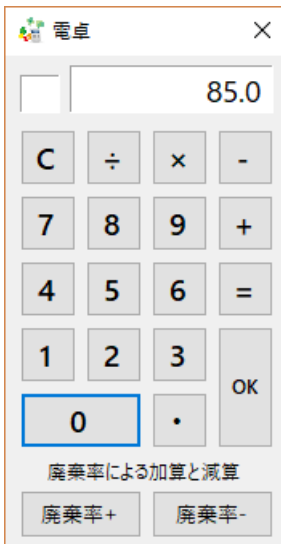 電卓
85.0
C ÷ × -
7 8 9 +
4 5 6 =
1 2 3 OK
0 ・
廃棄率による加算と減算
廃棄率+ 廃棄率-